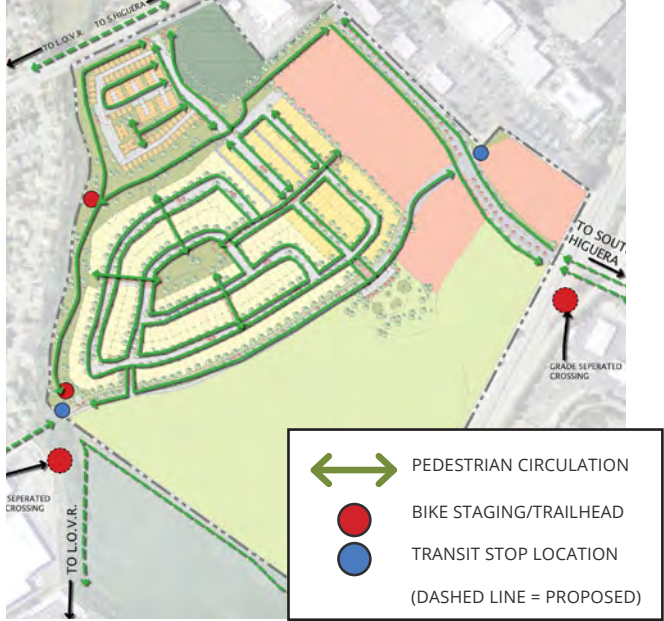 TO L.O.V.R.
TO S.HIGUERA
TO SOUTH
HIGUERA
GRADE SEPERATED
CROSSING
SEPERATED
CROSSING
TO L.O.V.R.
PEDESTRIAN CIRCULATION
BIKE STAGING/TRAILHEAD
TRANSIT STOP LOCATION
(DASHED LINE = PROPOSED)